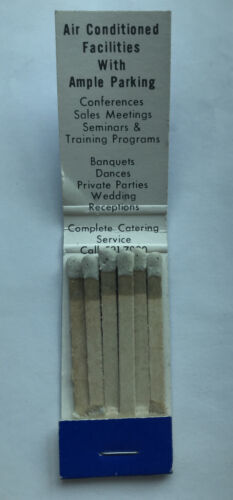 Air Conditioned
Facilities
With
Ample Parking
Conferences
Sales Meetings
Seminars &
Training Programs
Banquets
Dances
Private Parties
Wedding
Receptions
Complete Catering
Service
Call